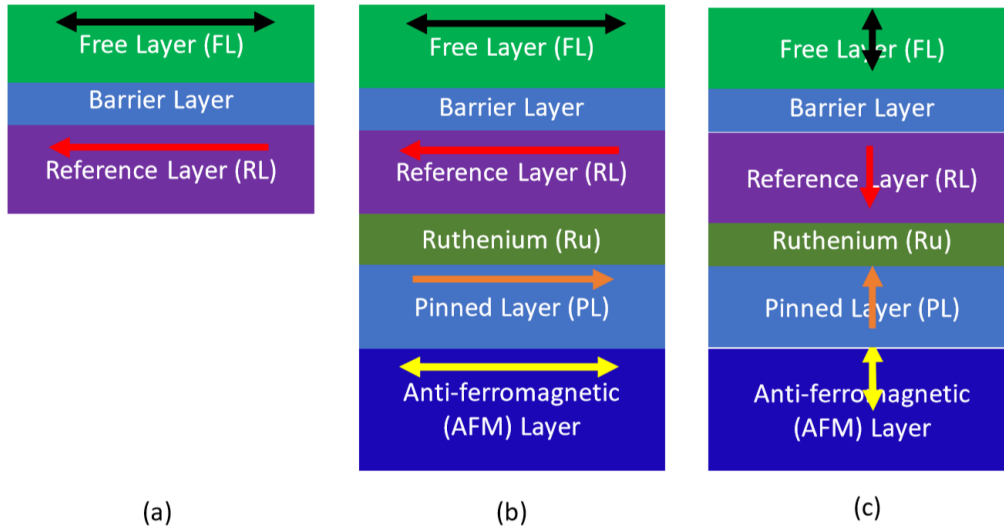 Free Layer (FL)
Barrier Layer
Reference Layer (RL)
(a)
Free Layer (FL)
Barrier Layer
Reference Layer (RL)
Ruthenium (Ru)
Pinned Layer (PL)
Anti-ferromagnetic
(AFM) Layer
(b)
Free Layer (FL)
Barrier Layer
Reference Layer (RL)
Ruthenium (Ru)
Pinned Layer (PL)
Anti-ferromagnetic
(AFM) Layer
(c)